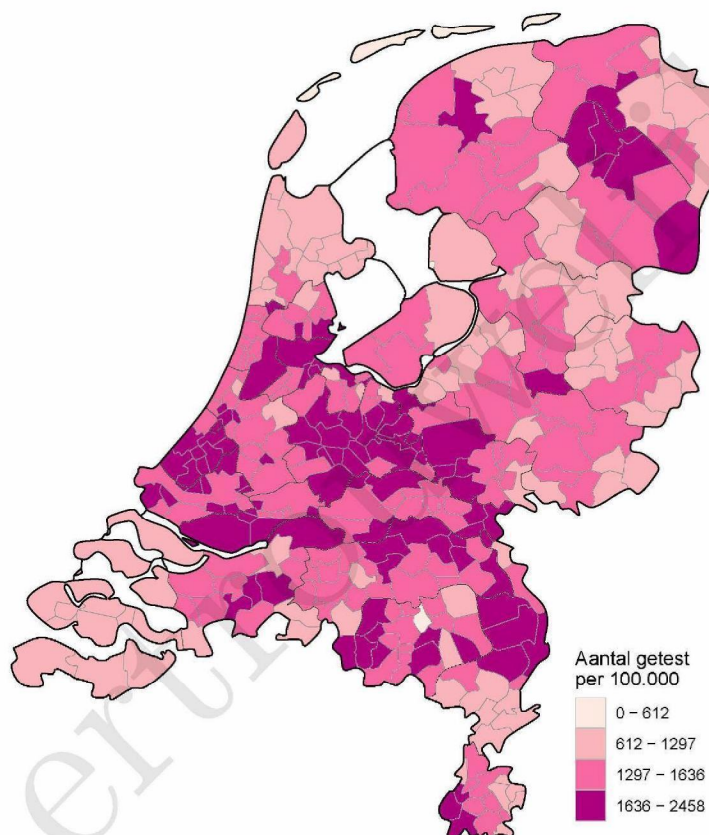 Aantal getest
per 100.000
0 – 612
612 – 1297
1297 – 1636
1636 – 2458